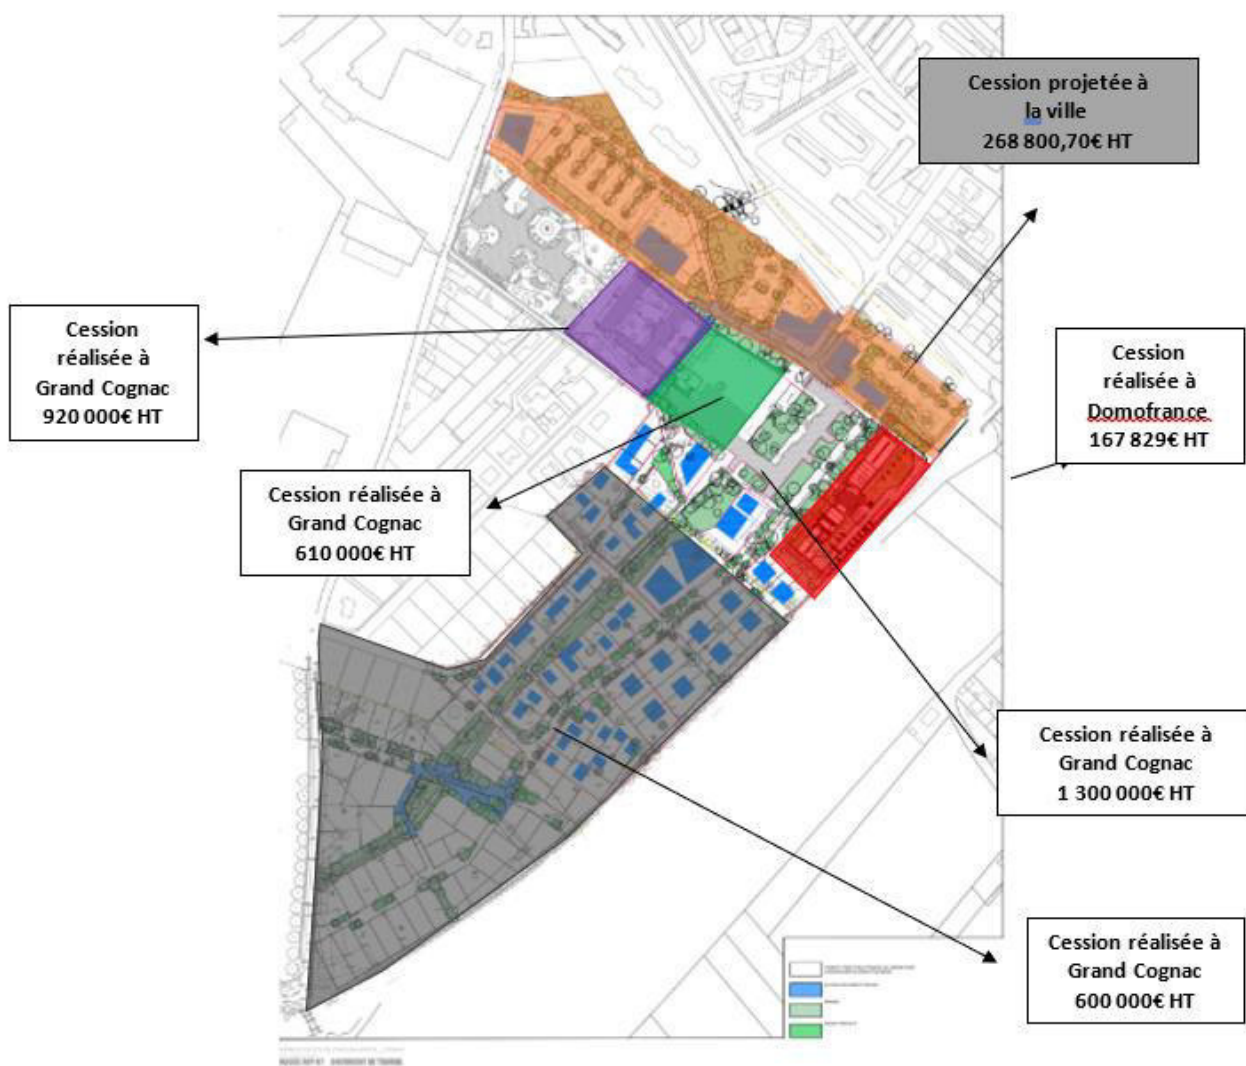 Cession projetée à
la ville
268 800,70€ HT
Cession
réalisée à
Grand Cognac
920 000€ HT
Cession
réalisée à
Domofrance
167 829€ HT
Cession réalisée à
Grand Cognac
610 000€ HT
Cession réalisée à
Grand Cognac
1 300 000€ HT
Cession réalisée à
Grand Cognac
600 000€ HT